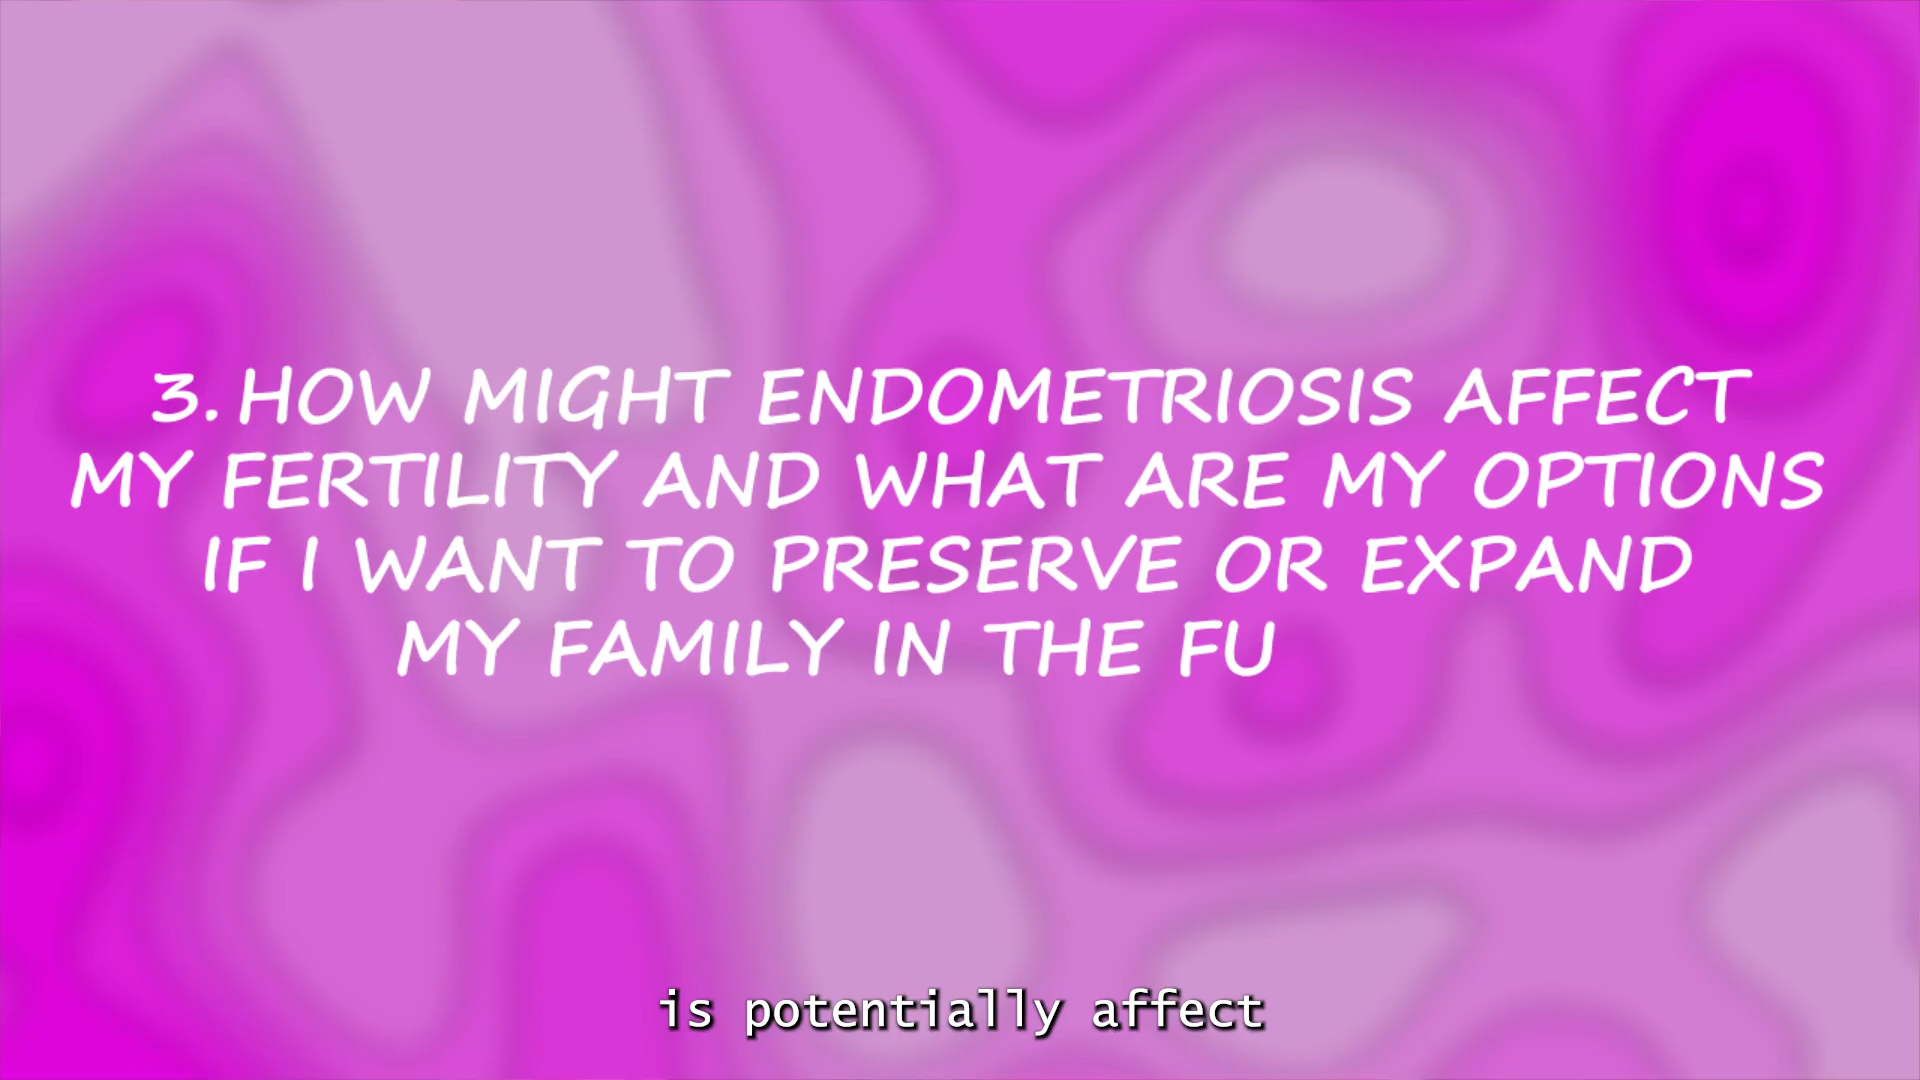 3. HOW MIGHT ENDOMETRIOSIS AFFECT
MY FERTILITY AND WHAT ARE MY OPTIONS
IF I WANT TO PRESERVE OR EXPAND
MY FAMILY IN THE FU
is potentially affect